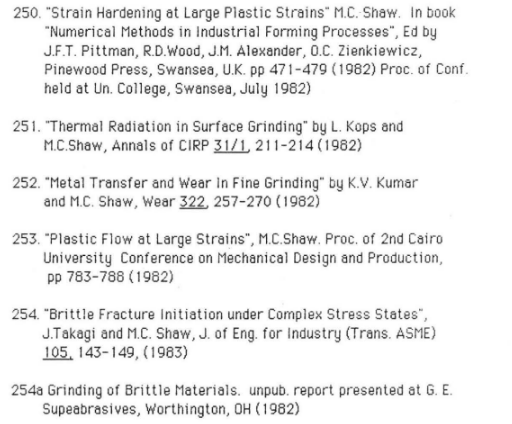 250. "Strain Hardening at Large Plastic Strains" M.C. Shaw. In book
"Numerical Methods in Industrial Forming Processes", Ed by
J.F.T. Pittman, R.D.Wood, J.M. Alexander, O.C. Zienkiewicz,
Pinewood Press, Swansea, U.K. pp 471-479 (1982) Proc. of Conf.
held at Un. College, Swansea, July 1982)
251. "Thermal Radiation in Surface Grinding" by L. Kops and
M.C.Shaw, Annals of CIRP 31/1, 211-214 (1982)
252. "Metal Transfer and Wear In Fine Grinding" by K.V. Kumar
and M.C. Shaw, Wear 322, 257-270 (1982)
253. "Plastic Flow at Large Strains", M.C.Shaw. Proc. of 2nd Cairo
University Conference on Mechanical Design and Production,
pp 783-788 (1982)
254. "Brittle Fracture Initiation under Complex Stress States",
J.Takagi and M.C. Shaw, J. of Eng. for Industry (Trans. ASME)
105, 143-149, (1983)
254a Grinding of Brittle Materials. unpub. report presented at G. E.
Supeabrasives, Worthington, OH (1982)